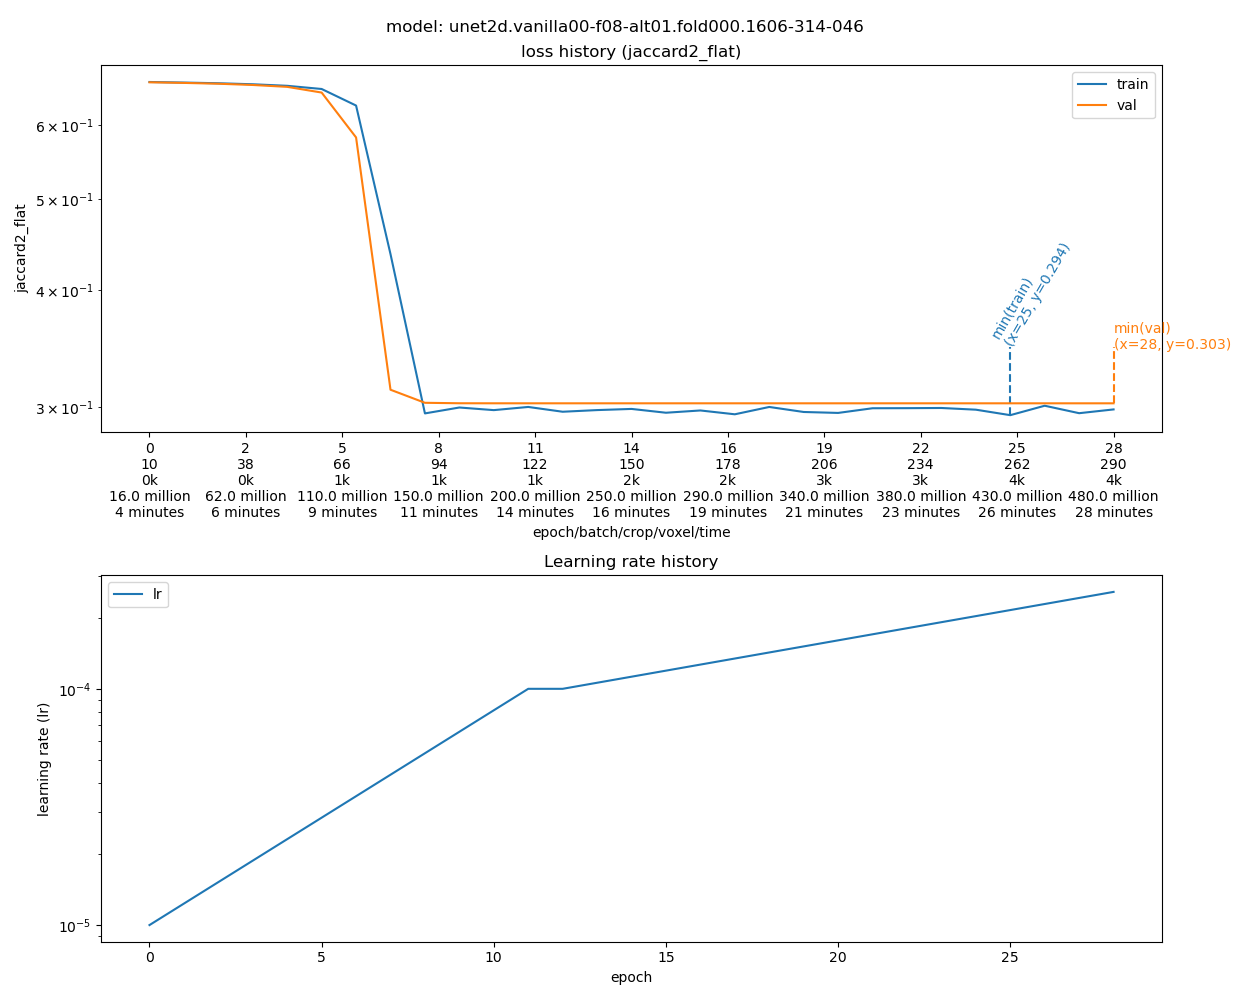 model: unet2d.vanilla00-f08-alt01.fold000.1606-314-046
loss history (jaccard2_flat)
train
val
6 × 10⁻¹
5 × 10⁻¹
4 × 10⁻¹
3 × 10⁻¹
jaccard2_flat
min(train)
(x=25, y=0.294)
min(val)
(x=28, y=0.303)
0 2 5 8 11 14 16 19 22 25 28
10 38 66 94 122 150 178 206 234 262 290
0k 0k 1k 1k 1k 2k 2k 3k 3k 4k 4k
16.0 million 62.0 million 110.0 million 150.0 million 200.0 million 250.0 million 290.0 million 340.0 million 380.0 million 430.0 million 480.0 million
4 minutes 6 minutes 9 minutes 11 minutes 14 minutes 16 minutes 19 minutes 21 minutes 23 minutes 26 minutes 28 minutes
epoch/batch/crop/voxel/time
Learning rate history
lr
10⁻⁴
10⁻⁵
learning rate (lr)
0 5 10 15 20 25
epoch